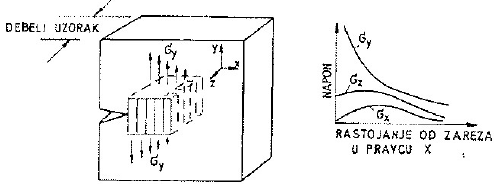 DEBELI UZORAK
σy
y
x
z
σy
NAPON
σy
σz
σx
RASTOJANJE OD ZAREZA
U PRAVCU X